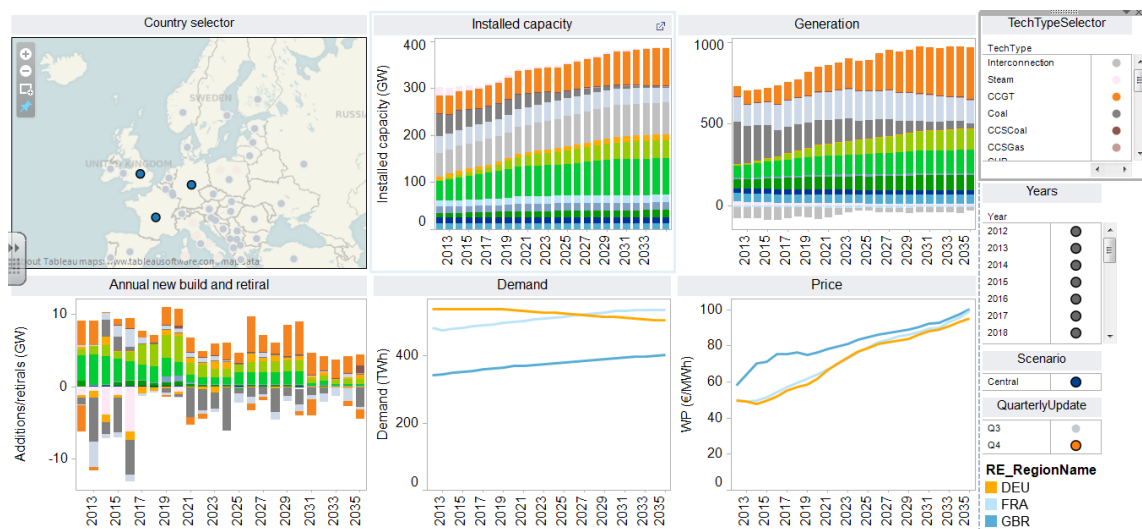 Country selector
SWEDEN
RUSSIA
UNITED KINGDOM
out Tableau maps: www.tableausoftware.com/mapdata
Installed capacity
Installed capacity (GW)
400
300
200
100
0
2013
2015
2017
2019
2021
2023
2025
2027
2029
2031
2033
Generation
1000
500
0
2013
2015
2017
2019
2021
2023
2025
2027
2029
2031
2033
2035
TechTypeSelector
TechType
Interconnection
Steam
CCGT
Coal
CCSCoal
CCSGas
Years
Year
2012
2013
2014
2015
2016
2017
2018
Annual new build and retiral
Additions/retirals (GW)
10
0
-10
2013
2015
2017
2019
2021
2023
2025
2027
2029
2031
2033
2035
Demand
Demand (TWh)
400
200
0
2013
2015
2017
2019
2021
2023
2025
2027
2029
2031
2033
2035
Price
WP (€/MWh)
100
80
60
40
20
0
2013
2015
2017
2019
2021
2023
2025
2027
2029
2031
2033
2035
Scenario
Central
QuarterlyUpdate
Q3
Q4
RE_RegionName
DEU
FRA
GBR